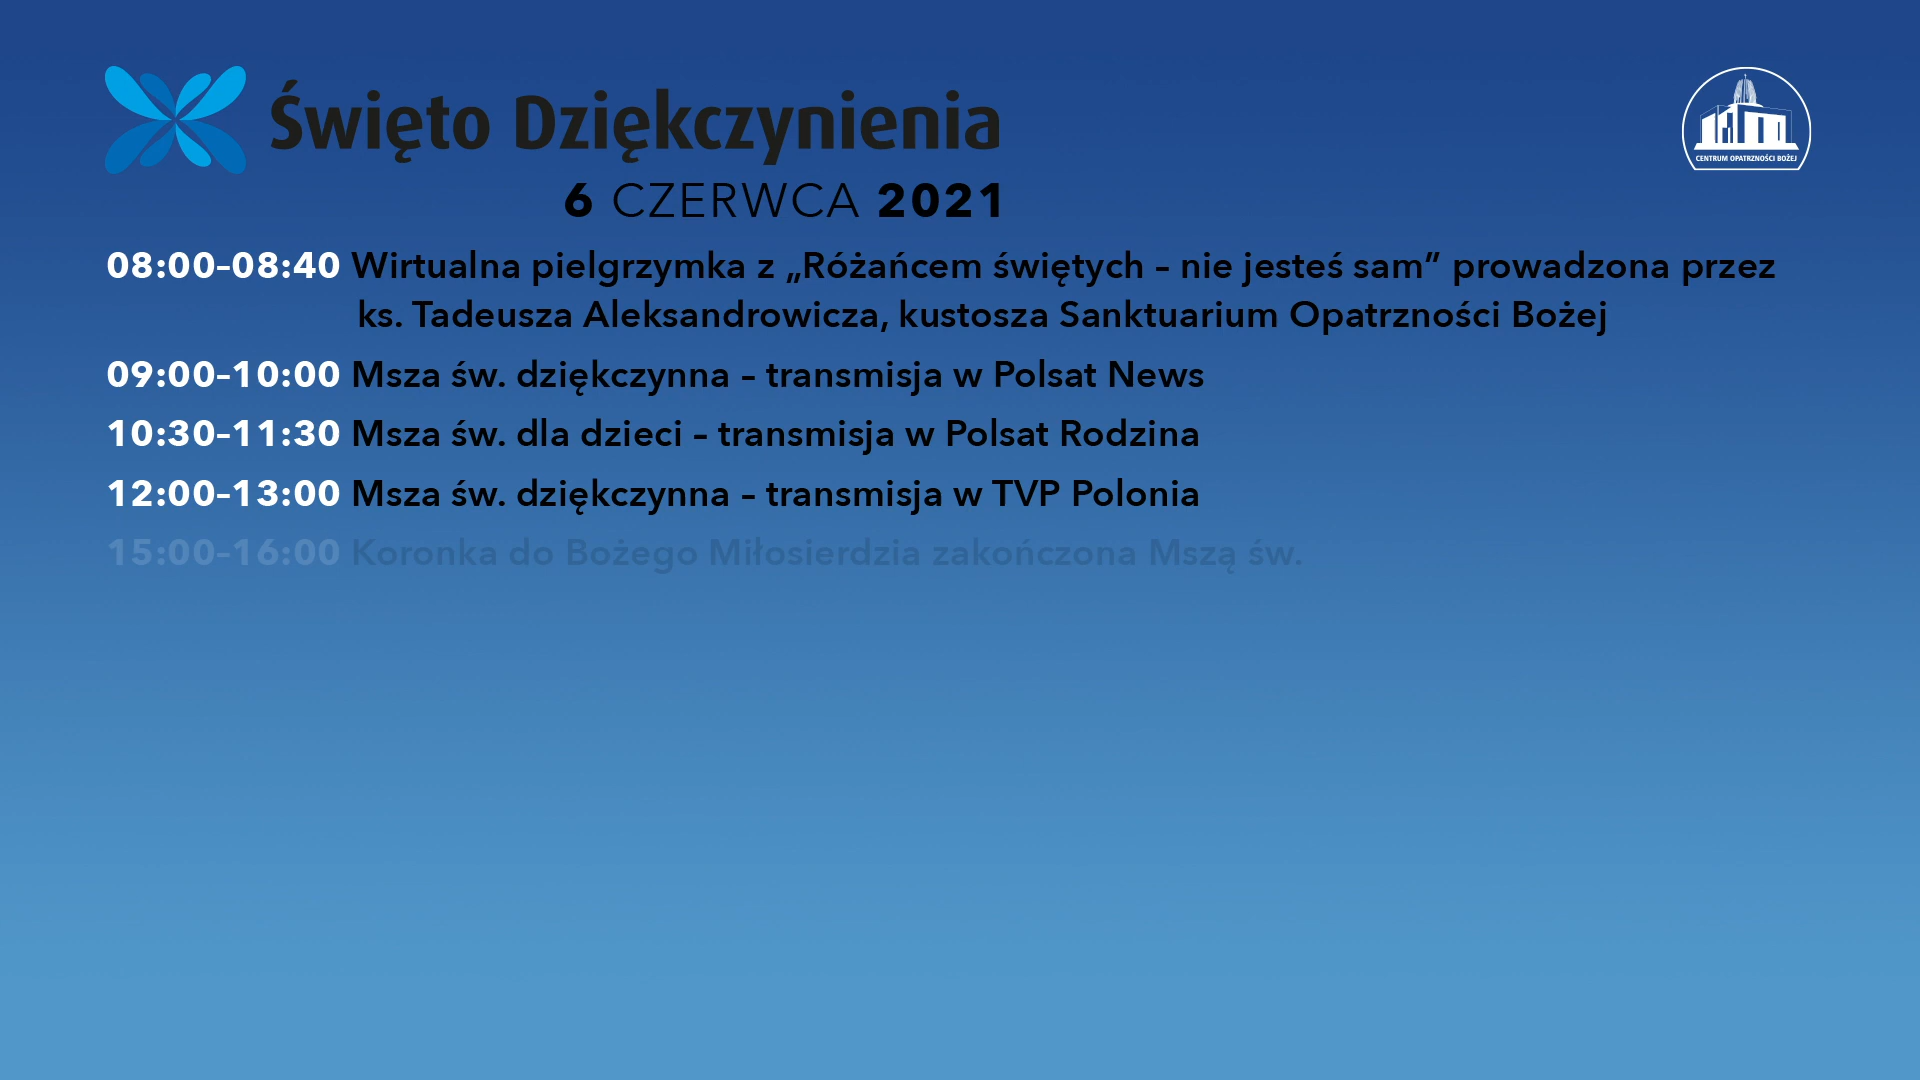 Święto Dziękczynienia
CENTRUM OPATRZNOŚCI BOŻEJ
6 CZERWCA 2021
08:00–08:40 Wirtualna pielgrzymka z „Różańcem świętych – nie jesteś sam” prowadzona przez
ks. Tadeusza Aleksandrowicza, kustosza Sanktuarium Opatrzności Bożej
09:00–10:00 Msza św. dziękczynna – transmisja w Polsat News
10:30–11:30 Msza św. dla dzieci – transmisja w Polsat Rodzina
12:00–13:00 Msza św. dziękczynna – transmisja w TVP Polonia
15:00–16:00 Koronka do Bożego Miłosierdzia zakończona Mszą św.